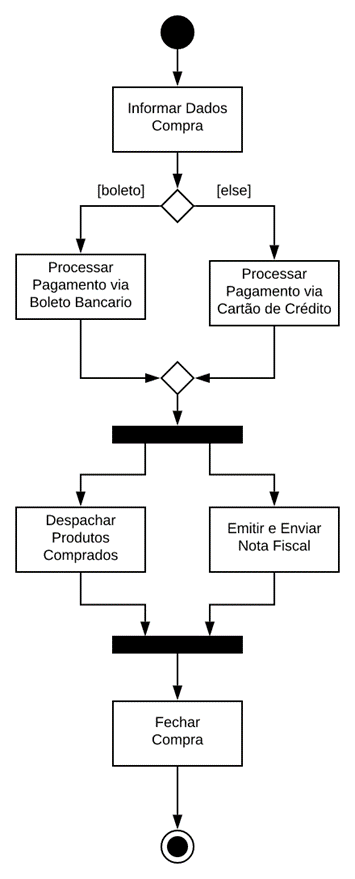 Informar Dados
Compra
[boleto]
[else]
Processar
Pagamento via
Boleto Bancario
Processar
Pagamento via
Cartão de Crédito
Despachar
Produtos
Comprados
Emitir e Enviar
Nota Fiscal
Fechar
Compra